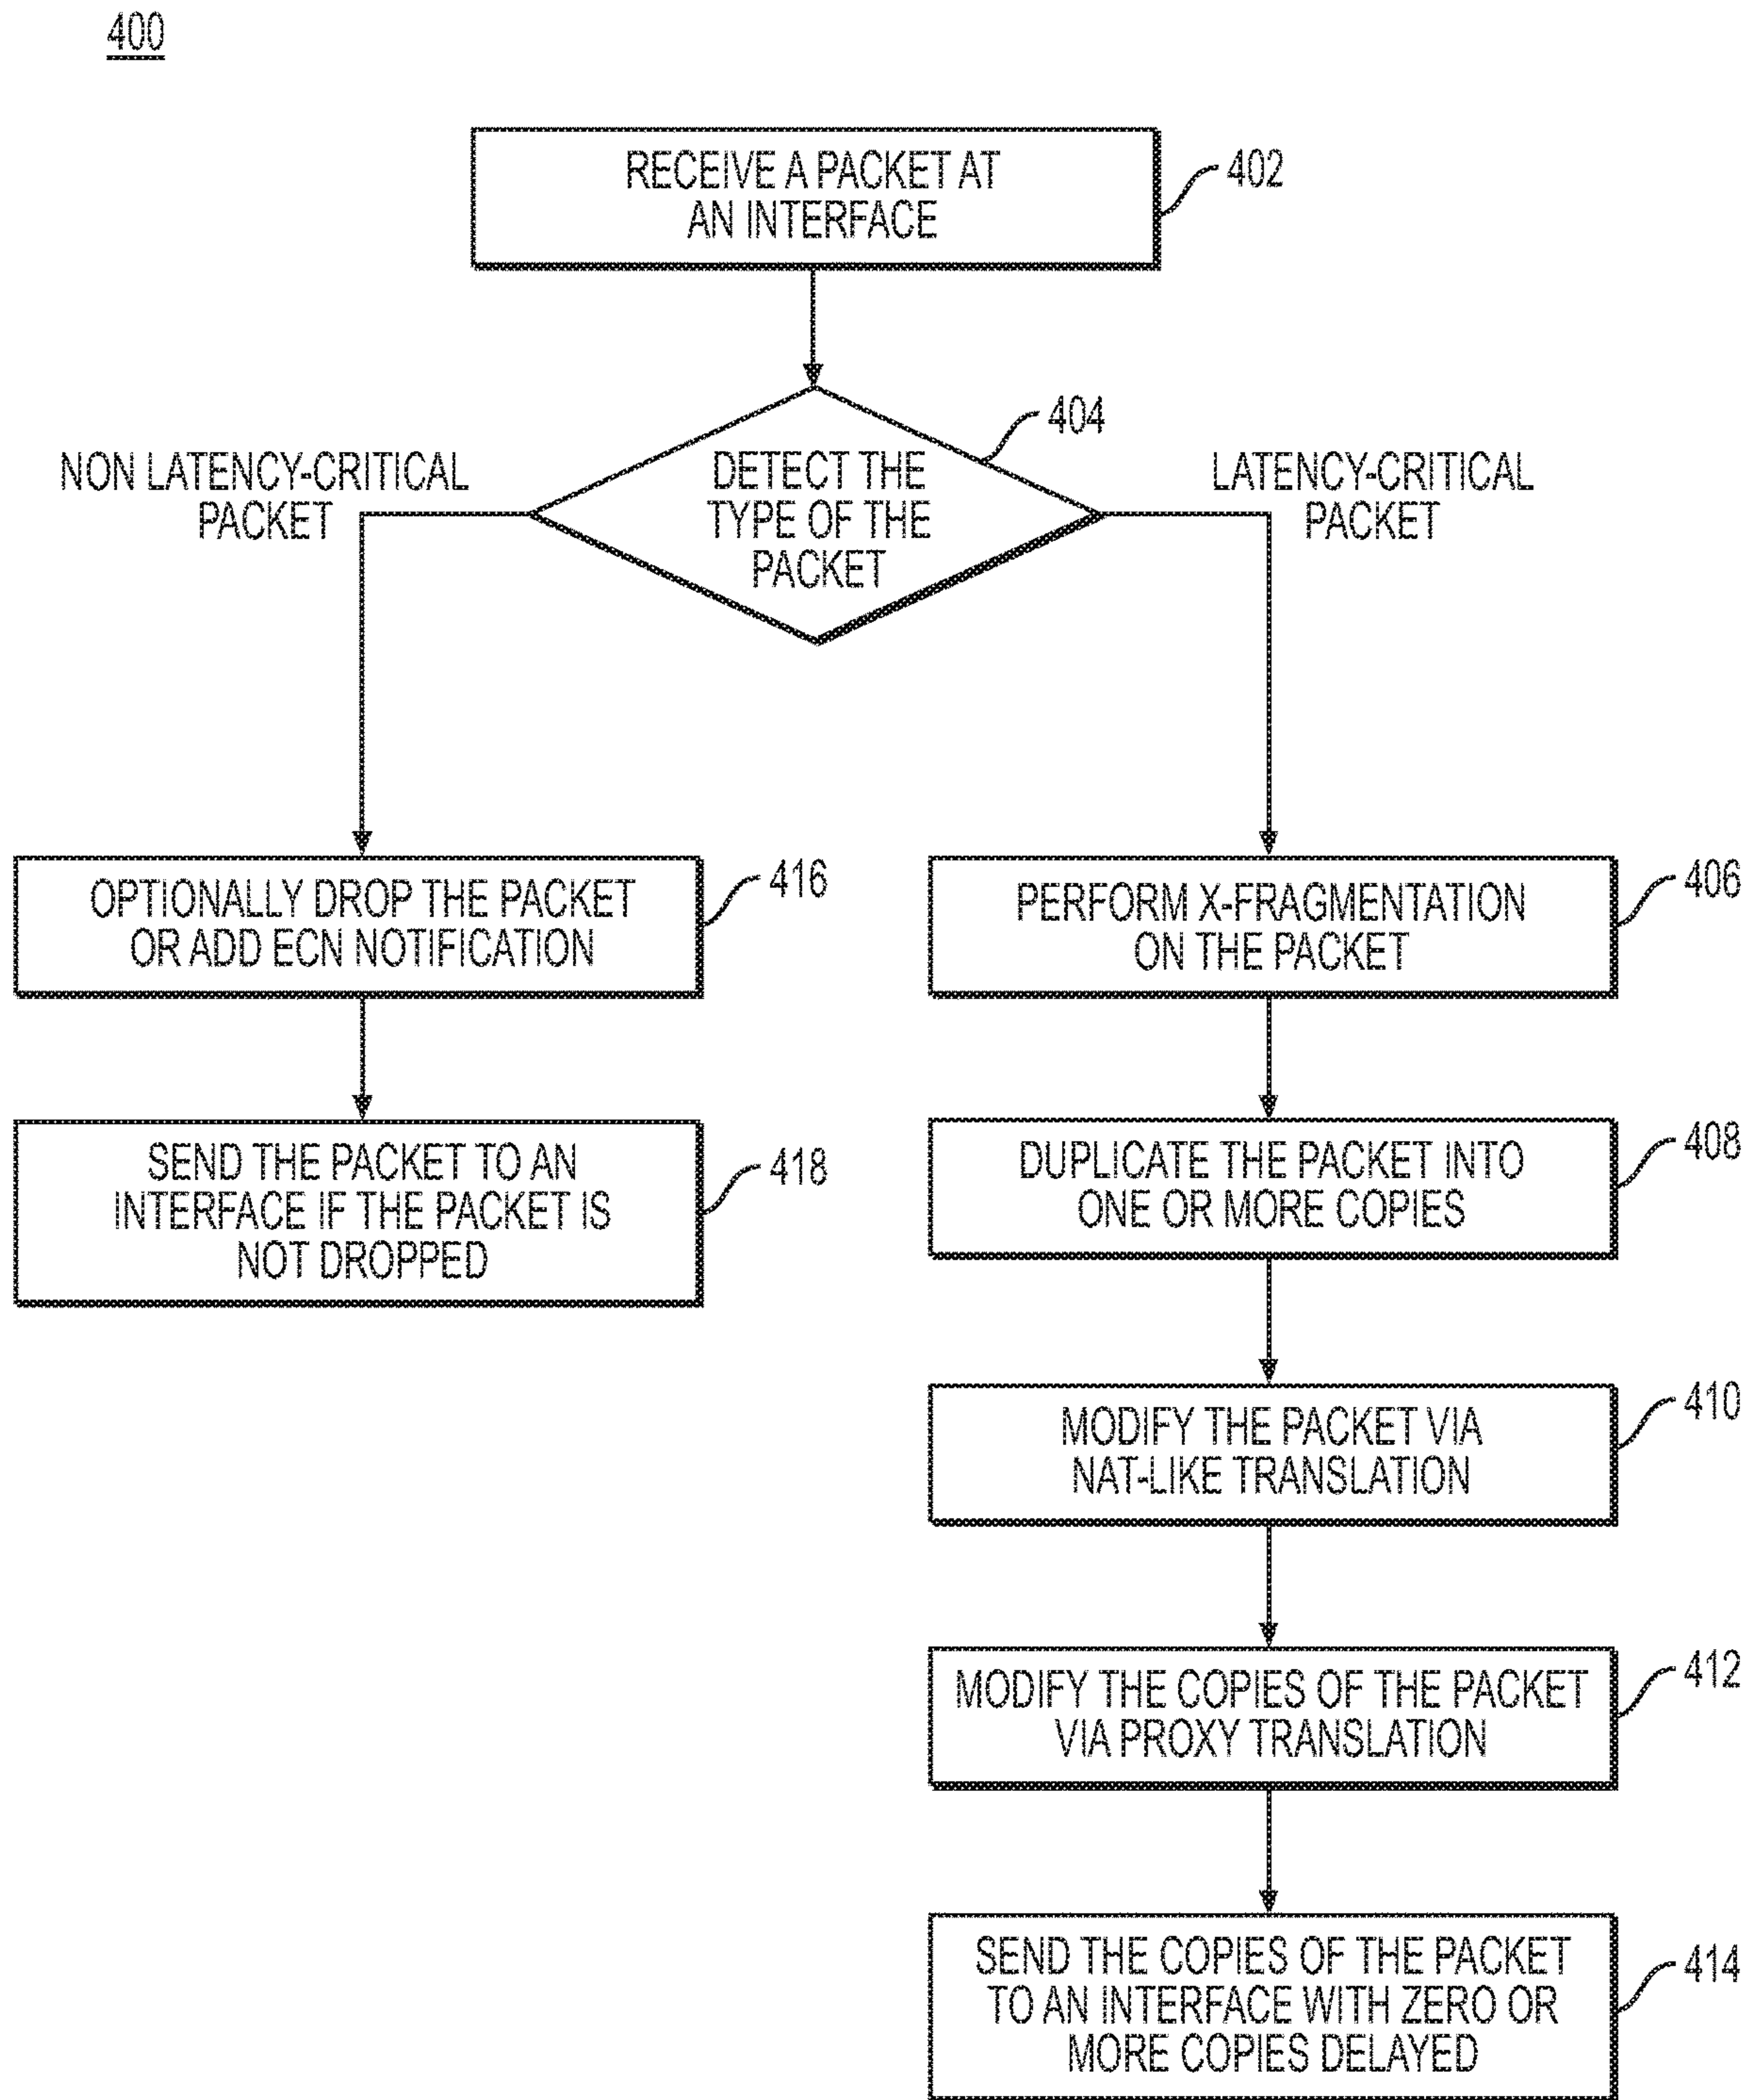 400
RECEIVE A PACKET AT
AN INTERFACE
402
404
NON LATENCY-CRITICAL
PACKET
DETECT THE
TYPE OF THE
PACKET
LATENCY-CRITICAL
PACKET
OPTIONALLY DROP THE PACKET
OR ADD ECN NOTIFICATION
416
PERFORM X-FRAGMENTATION
ON THE PACKET
406
SEND THE PACKET TO AN
INTERFACE IF THE PACKET IS
NOT DROPPED
418
DUPLICATE THE PACKET INTO
ONE OR MORE COPIES
408
MODIFY THE PACKET VIA
NAT-LIKE TRANSLATION
410
MODIFY THE COPIES OF THE PACKET
VIA PROXY TRANSLATION
412
SEND THE COPIES OF THE PACKET
TO AN INTERFACE WITH ZERO OR
MORE COPIES DELAYED
414